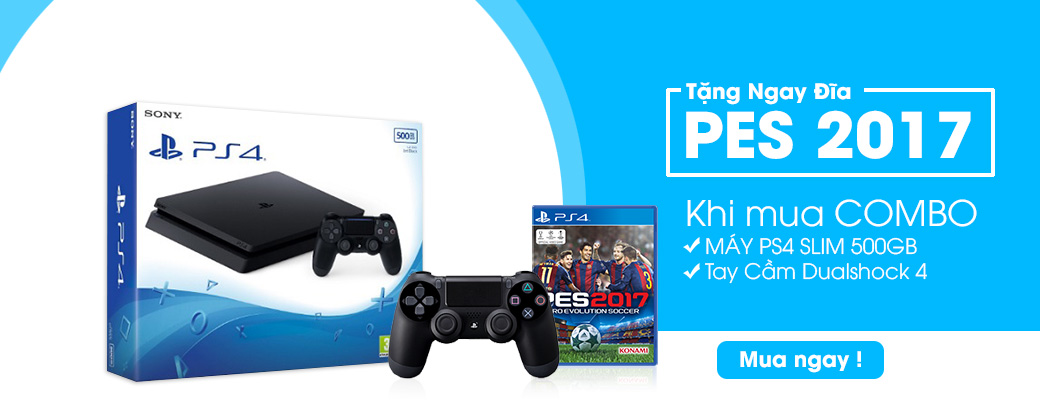 SONY
PS4
500GB
SONY
PS4
PS4
PES2017
PRO EVOLUTION SOCCER
KONAMI
Tặng Ngay Đĩa
PES 2017
Khi mua COMBO
MÁY PS4 SLIM 500GB
Tay Cầm Dualshock 4
Mua ngay !